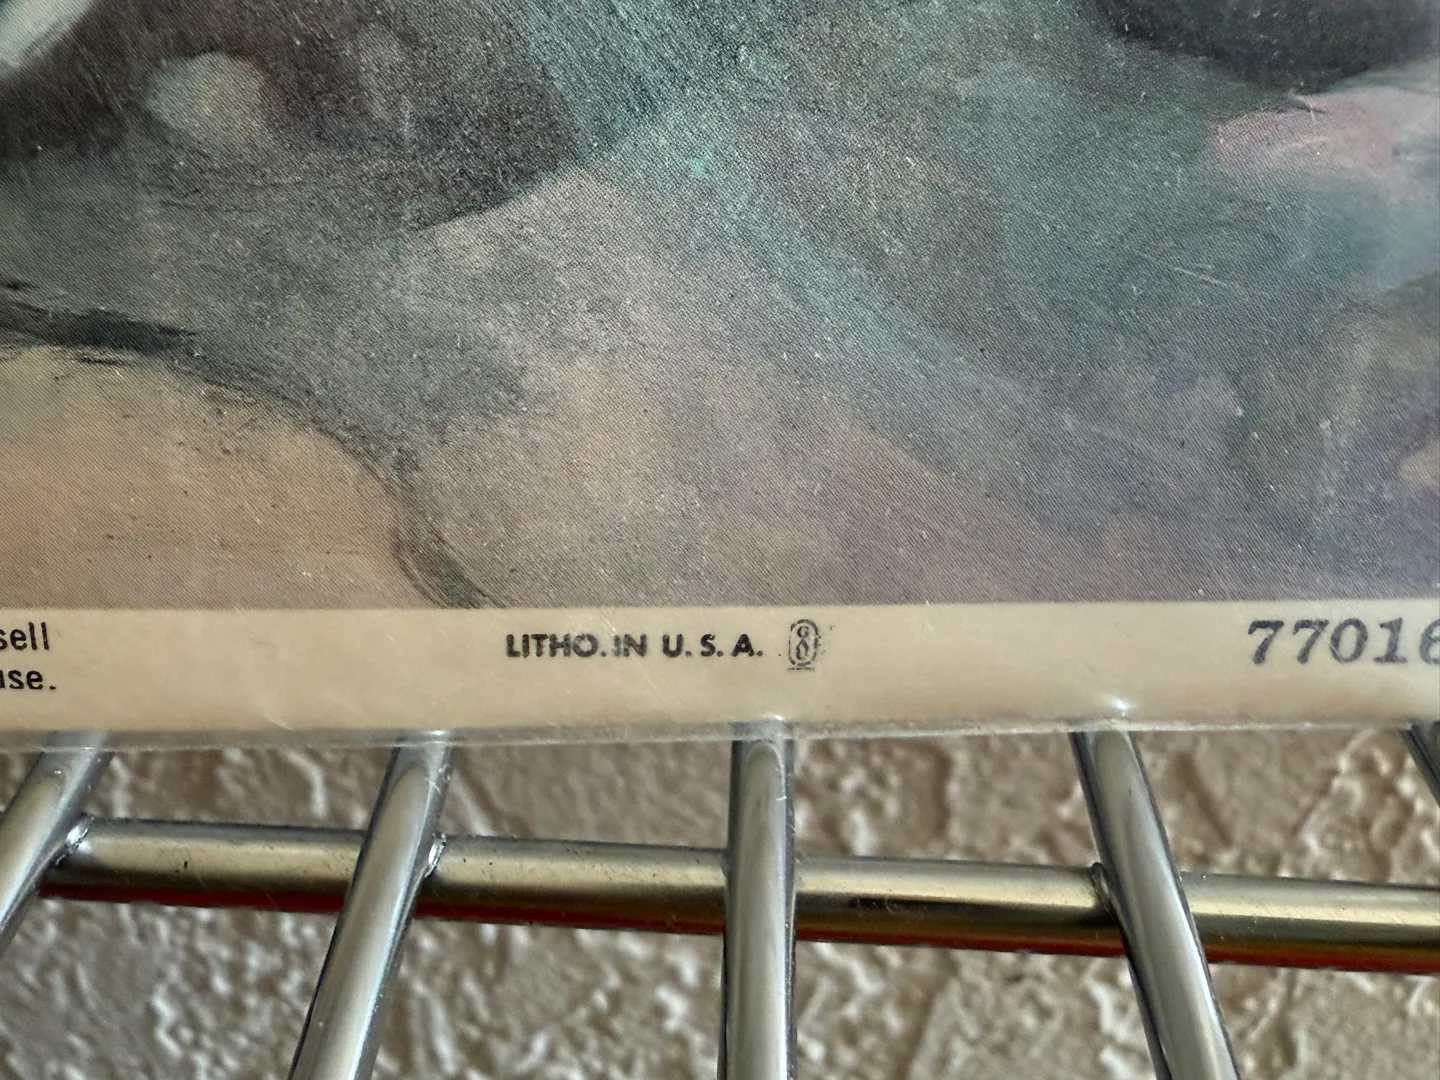 sell
use.
LITHO. IN U. S. A.
77016